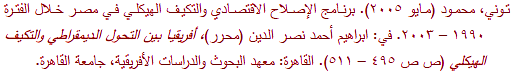 تونى، محمود (مايو ٢٠٠٥). برنامج الإصلاح الاقتصادي والتكيف الهيكلي في مصر خلال الفترة
١٩٩٠ – ٢٠٠٣. في: ابراهيم أحمد نصر الدين (محرر)، أفريقيا بين التحول الديمقراطي والتكيف
الهيكلي (ص ص ٤٩٥ – ٥١١). القاهرة: معهد البحوث والدراسات الأفريقية، جامعة القاهرة.